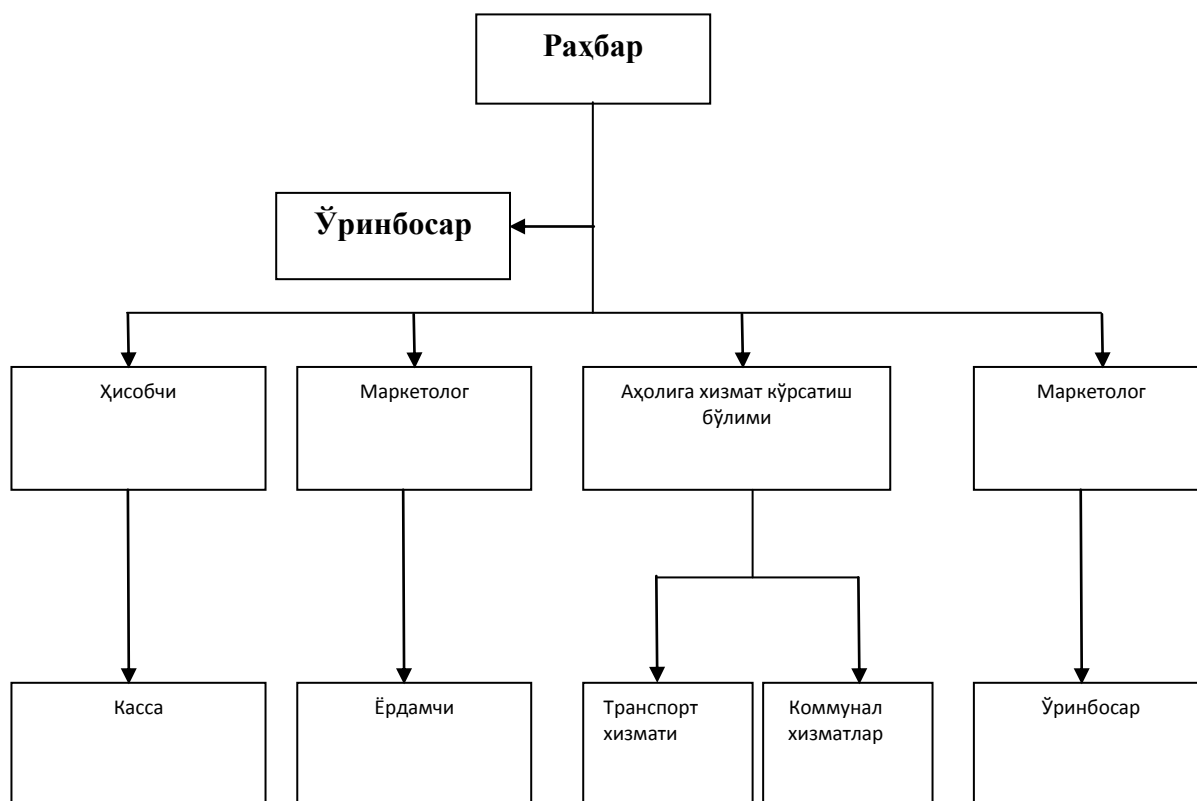 Раҳбар
Ўринбосар
Ҳисобчи
Маркетолог
Аҳолига хизмат кўрсатиш
бўлими
Маркетолог
Касса
Ёрдамчи
Транспорт
хизмати
Коммунал
хизматлар
Ўринбосар